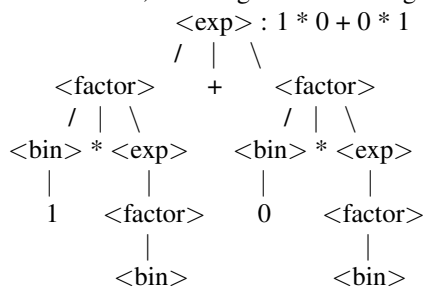 <exp> : 1 * 0 + 0 * 1
/ | \
<factor> + <factor>
/ | \ / | \
<bin> * <exp> <bin> * <exp>
| | | |
1 <factor> 0 <factor>
| |
<bin> <bin>